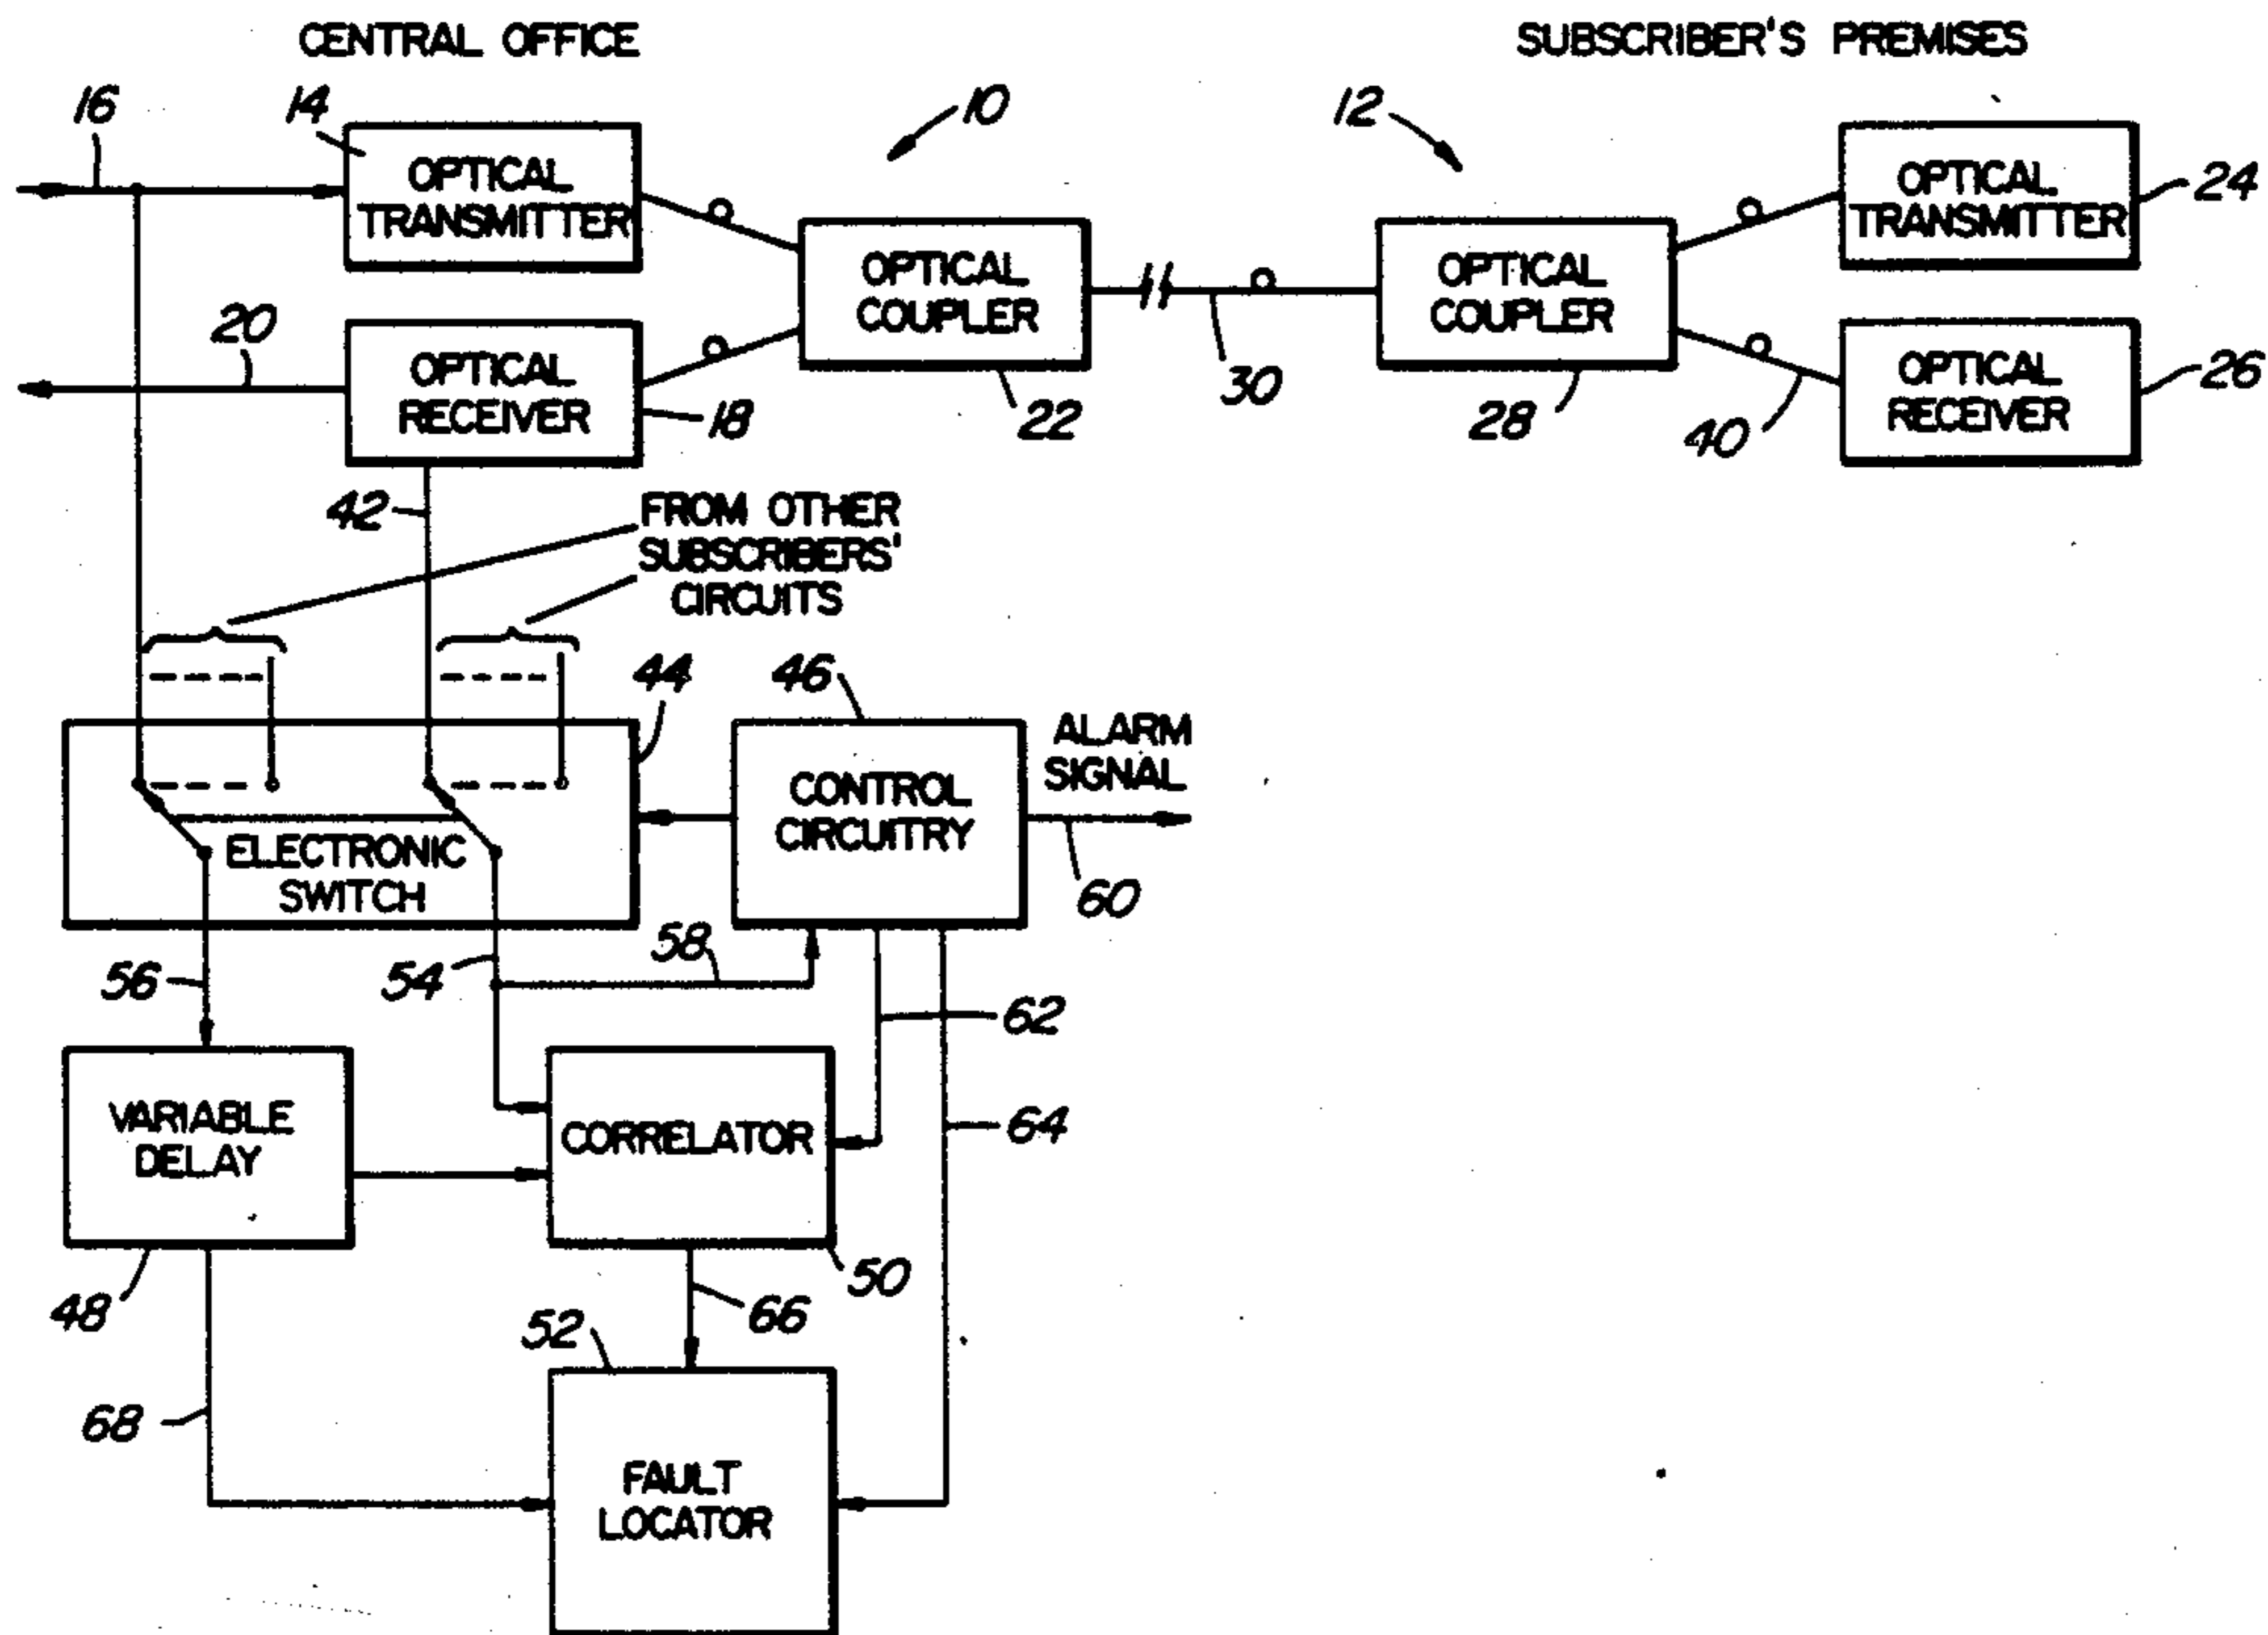 CENTRAL OFFICE
SUBSCRIBER'S PREMISES
16
14
10
12
OPTICAL
TRANSMITTER
OPTICAL
TRANSMITTER
24
OPTICAL
COUPLER
OPTICAL
COUPLER
20
OPTICAL
RECEIVER
18
22
30
28
40
OPTICAL
RECEIVER
26
42
FROM OTHER
SUBSCRIBERS'
CIRCUITS
44
46
ALARM
SIGNAL
CONTROL
CIRCUITRY
ELECTRONIC
SWITCH
60
56
54
58
62
VARIABLE
DELAY
CORRELATOR
64
48
50
66
52
68
FAULT
LOCATOR